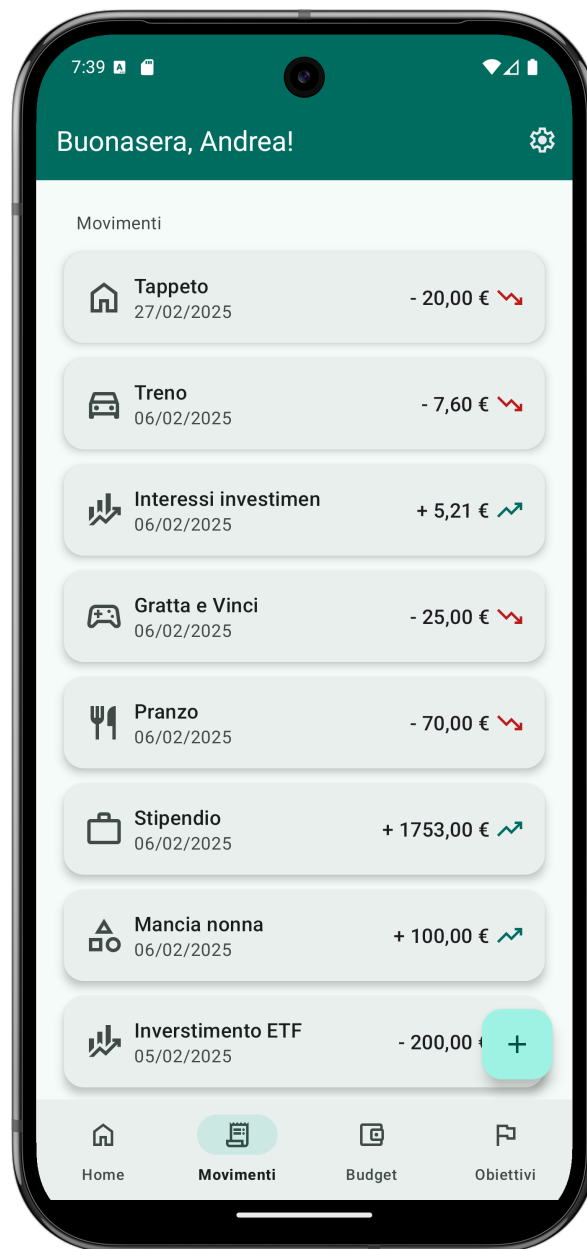 7:39
Buonasera, Andrea!
Movimenti
Tappeto
27/02/2025
- 20,00 €
Treno
06/02/2025
- 7,60 €
Interessi investimen
06/02/2025
+ 5,21 €
Gratta e Vinci
06/02/2025
- 25,00 €
Pranzo
06/02/2025
- 70,00 €
Stipendio
06/02/2025
+ 1753,00 €
Mancia nonna
06/02/2025
+ 100,00 €
Inverstimento ETF
05/02/2025
- 200,00 €
+
Home
Movimenti
Budget
Obiettivi